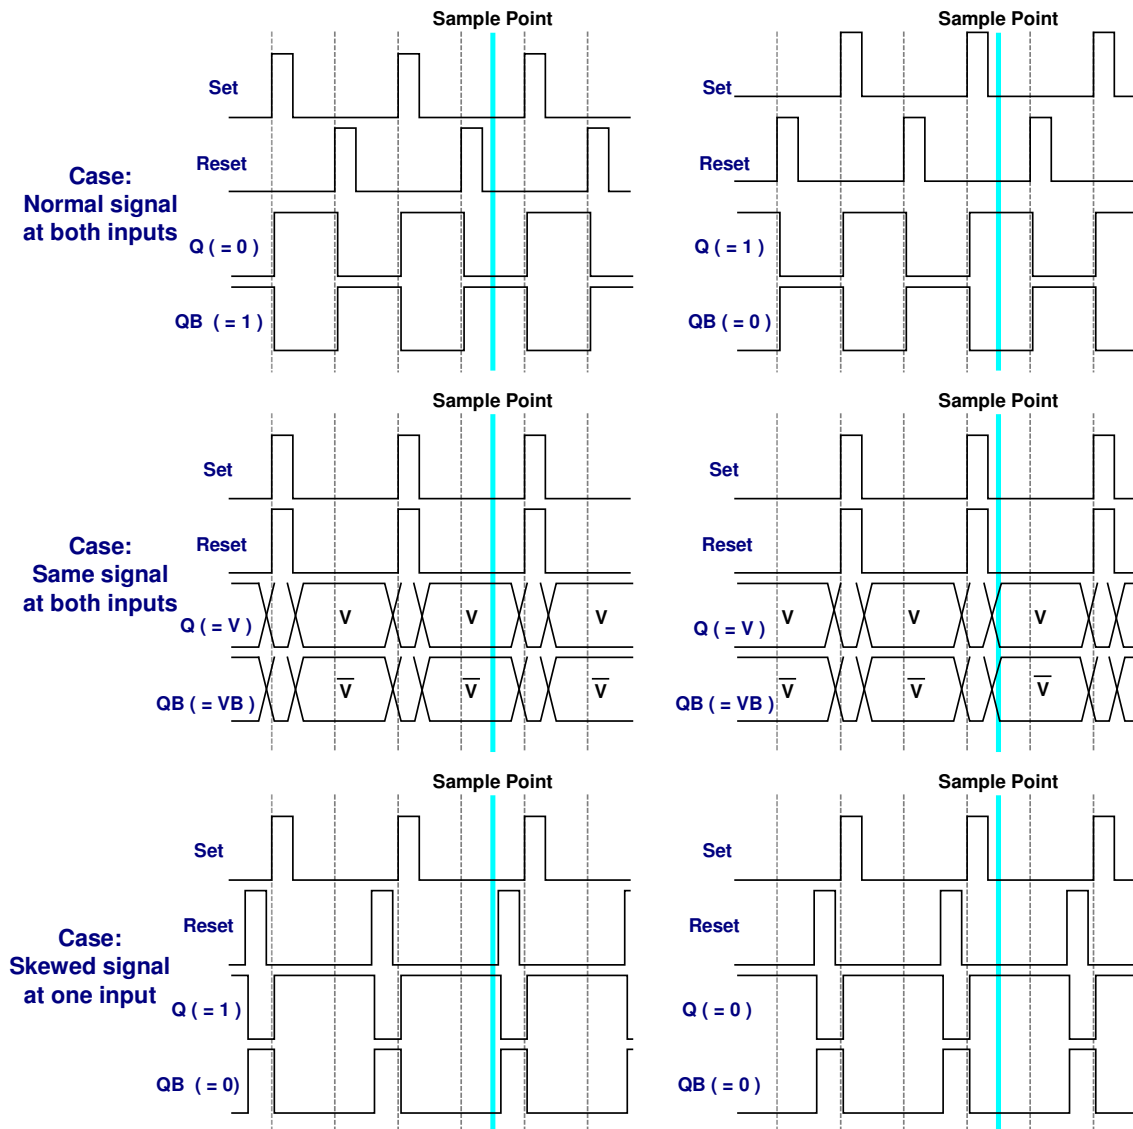 Sample Point
Sample Point
Set
Set
Reset
Reset
Case:
Normal signal
at both inputs
Q ( = 0 )
Q ( = 1 )
QB ( = 1 )
QB ( = 0 )
Sample Point
Sample Point
Set
Set
Reset
Reset
Case:
Same signal
at both inputs
Q ( = V )
V V V
Q ( = V )
V V V
QB ( = VB )
V̅ V̅ V̅
QB ( = VB )
V̅ V̅ V̅
Sample Point
Sample Point
Set
Set
Reset
Reset
Case:
Skewed signal
at one input
Q ( = 1 )
Q ( = 0 )
QB ( = 0)
QB ( = 0 )